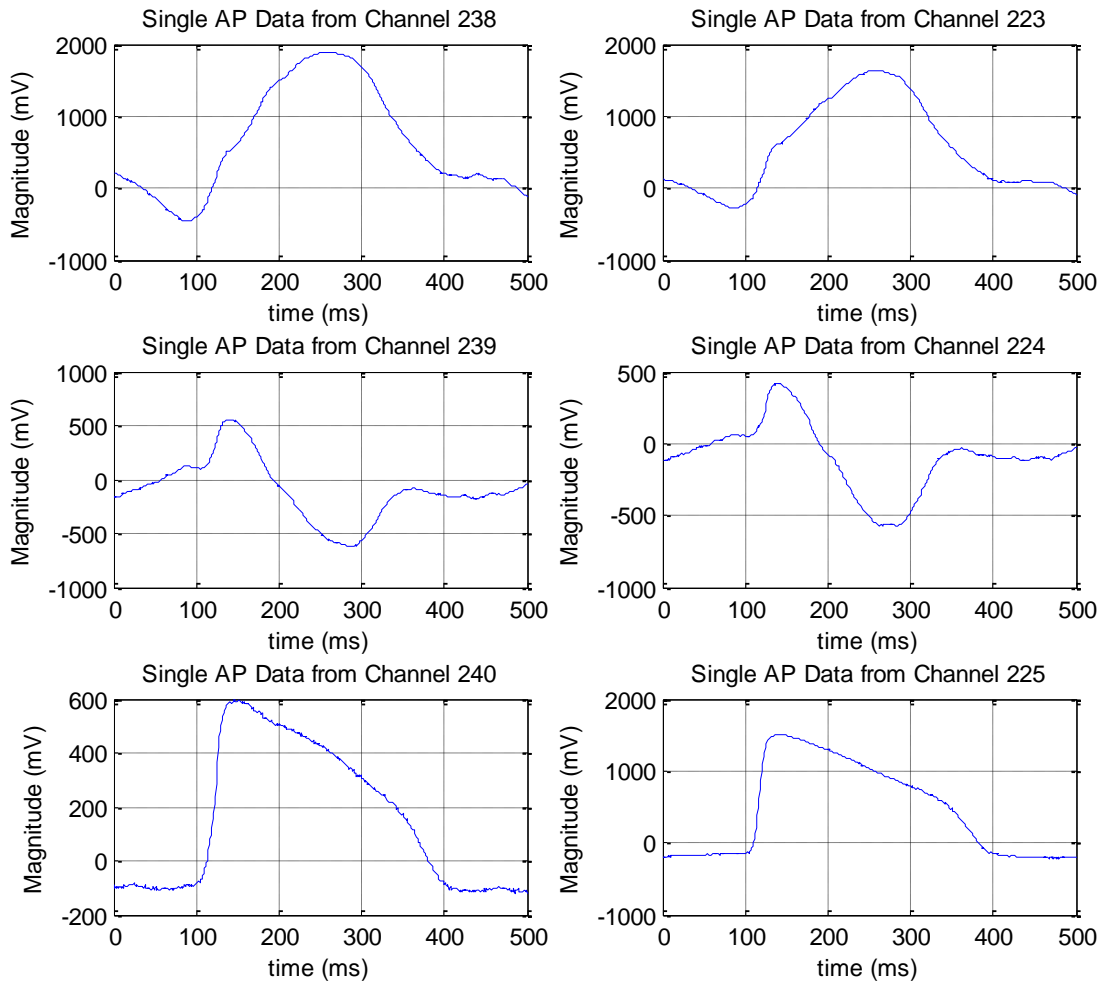 Single AP Data from Channel 238
2000
1000
0
-1000
Magnitude (mV)
0 100 200 300 400 500
time (ms)
Single AP Data from Channel 223
2000
1000
0
-1000
Magnitude (mV)
0 100 200 300 400 500
time (ms)
Single AP Data from Channel 239
1000
500
0
-500
-1000
Magnitude (mV)
0 100 200 300 400 500
time (ms)
Single AP Data from Channel 224
500
0
-500
-1000
Magnitude (mV)
0 100 200 300 400 500
time (ms)
Single AP Data from Channel 240
600
400
200
0
-200
Magnitude (mV)
0 100 200 300 400 500
time (ms)
Single AP Data from Channel 225
2000
1000
0
-1000
Magnitude (mV)
0 100 200 300 400 500
time (ms)